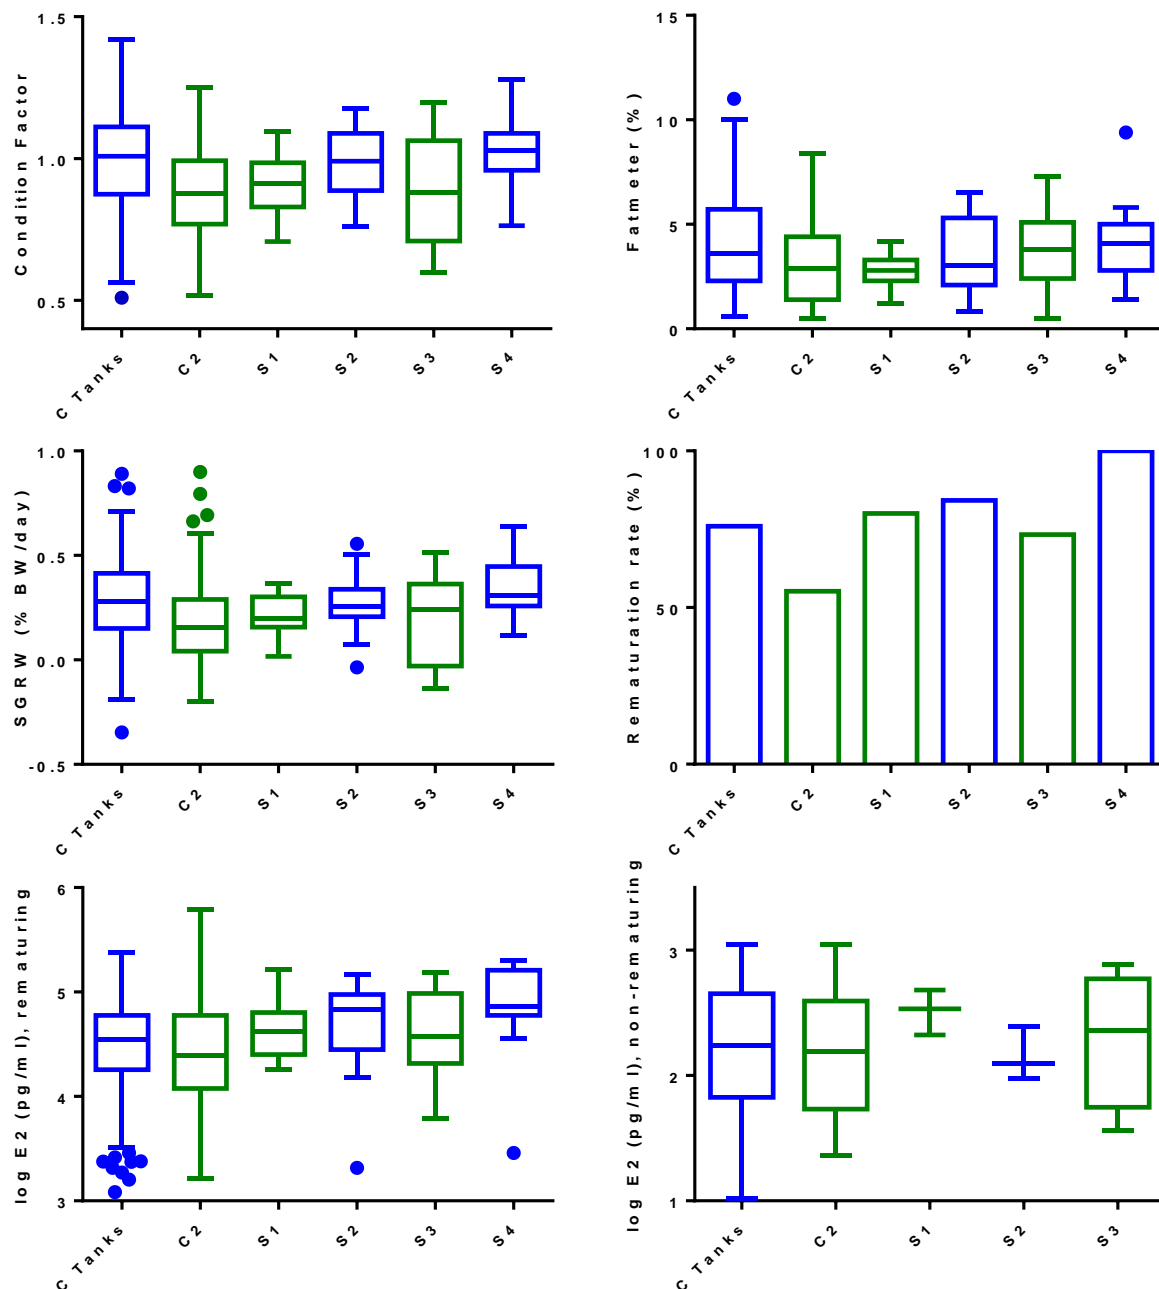 Condition Factor
1.5
1.0
0.5
C Tanks
C2
S1
S2
S3
S4
Fatmeter (%)
15
10
5
0
C Tanks
C2
S1
S2
S3
S4
SGRW (% BW/day)
1.0
0.5
0.0
-0.5
C Tanks
C2
S1
S2
S3
S4
Rematuration rate (%)
100
50
0
C Tanks
C2
S1
S2
S3
S4
log E2 (pg/ml), rematuring
6
5
4
3
C Tanks
C2
S1
S2
S3
S4
log E2 (pg/ml), non-rematuring
3
2
1
C Tanks
C2
S1
S2
S3